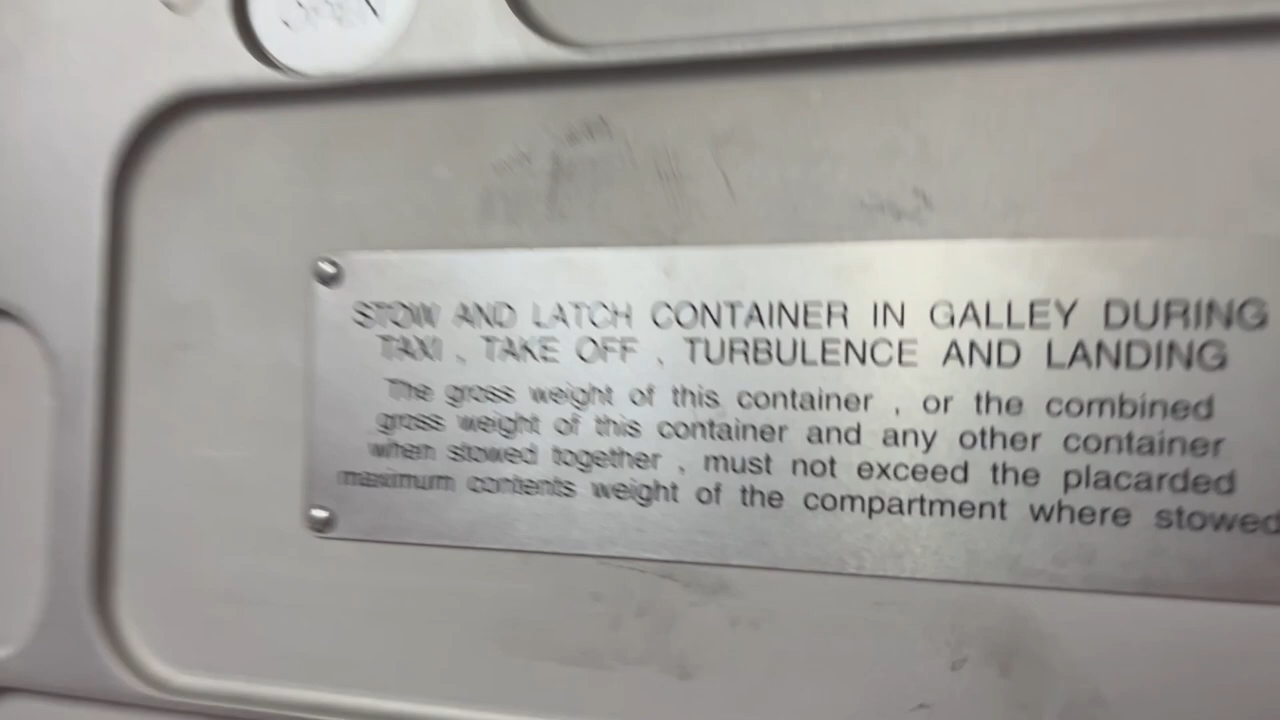 STOW AND LATCH CONTAINER IN GALLEY DURING
TAXI , TAKE OFF , TURBULENCE AND LANDING
The gross weight of this container , or the combined
gross weight of this container and any other container
when stowed together , must not exceed the placarded
maximum contents weight of the compartment where stowed